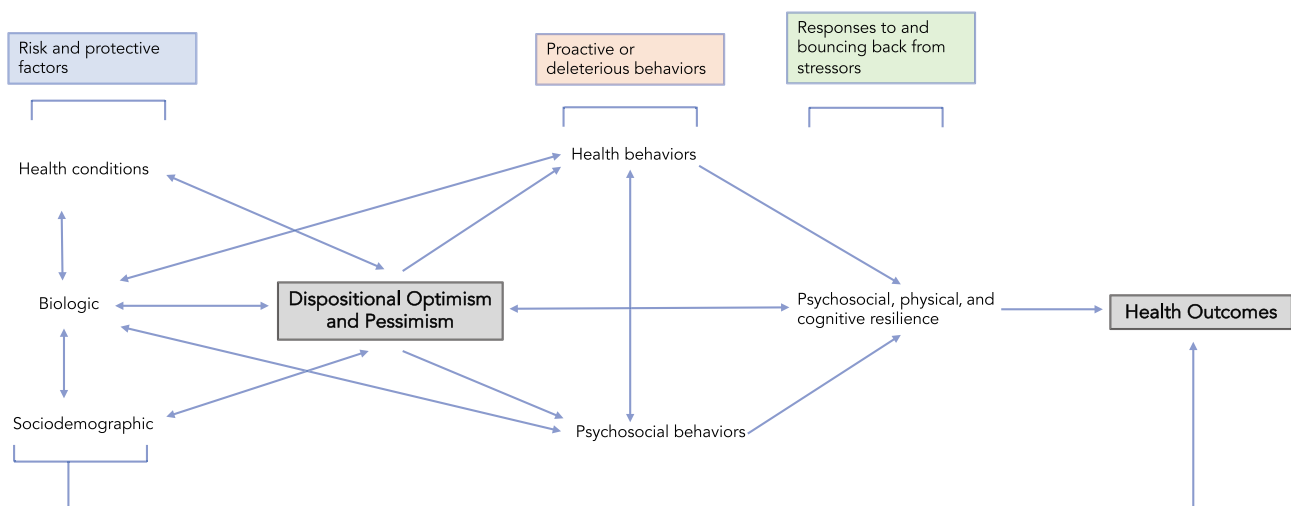 Risk and protective
factors
Proactive or
deleterious behaviors
Responses to and
bouncing back from
stressors
Health conditions
Health behaviors
Biologic
Dispositional Optimism
and Pessimism
Psychosocial, physical, and
cognitive resilience
Health Outcomes
Sociodemographic
Psychosocial behaviors